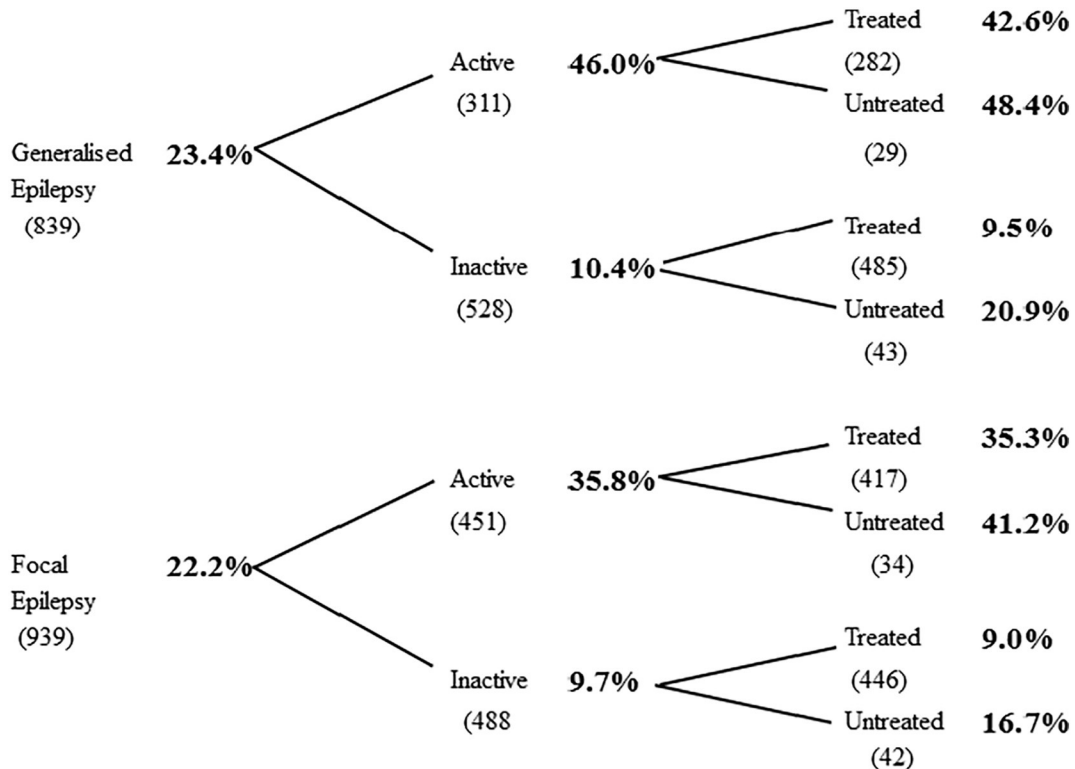 Generalised
Epilepsy
(839)
23.4%
Active
(311)
46.0%
Treated
(282)
42.6%
Untreated
(29)
48.4%
Inactive
(528)
10.4%
Treated
(485)
9.5%
Untreated
(43)
20.9%
Focal
Epilepsy
(939)
22.2%
Active
(451)
35.8%
Treated
(417)
35.3%
Untreated
(34)
41.2%
Inactive
(488
9.7%
Treated
(446)
9.0%
Untreated
(42)
16.7%